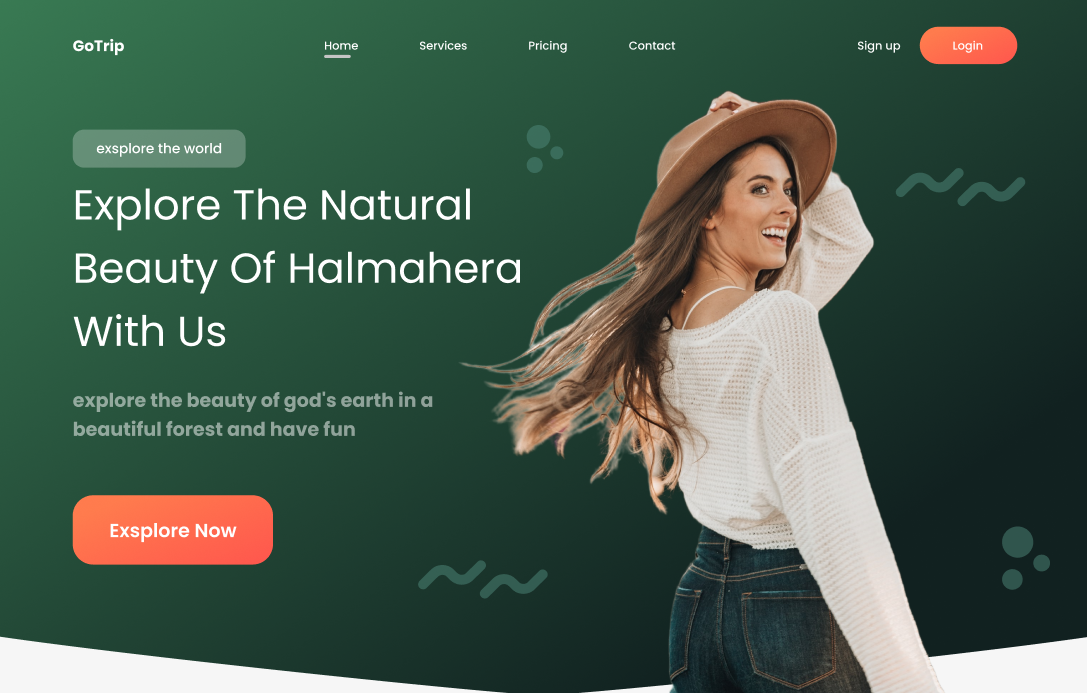 GoTrip
Home
Services
Pricing
Contact
Sign up
Login
exsplore the world
Explore The Natural
Beauty Of Halmahera
With Us
explore the beauty of god's earth in a
beautiful forest and have fun
Exsplore Now